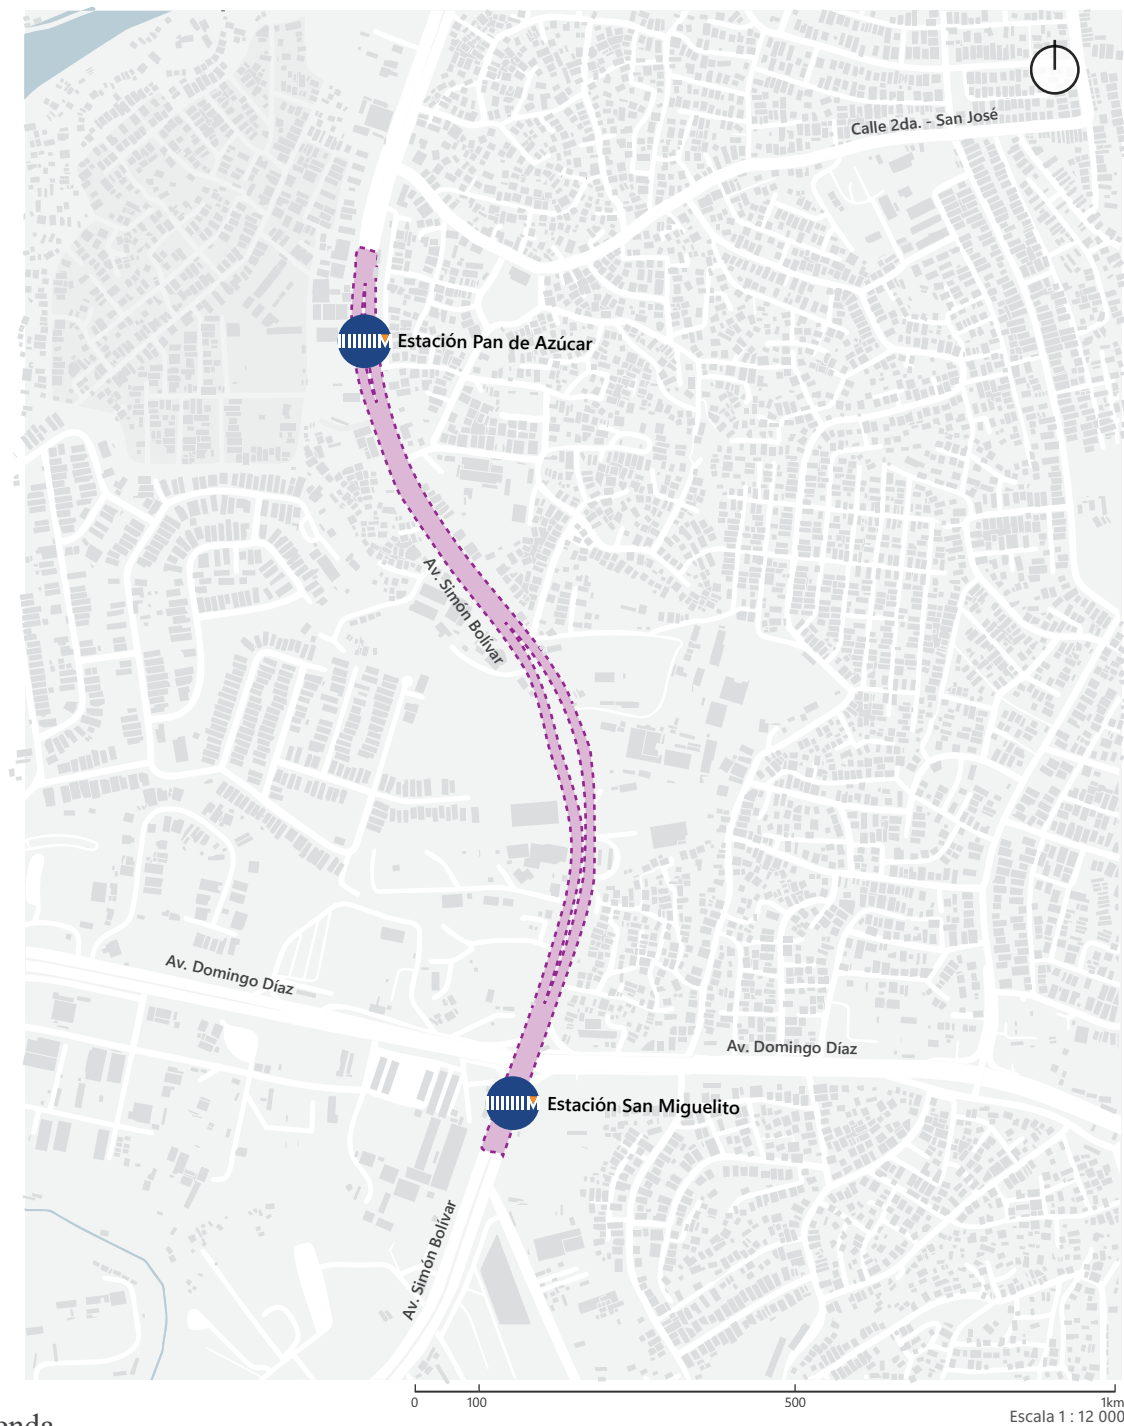 Calle 2da. - San José
Estación Pan de Azúcar
Av. Simón Bolívar
Av. Domingo Díaz
Av. Domingo Díaz
Estación San Miguelito
Av. Simón Bolívar
0 100 500 1km
Escala 1 : 12 000